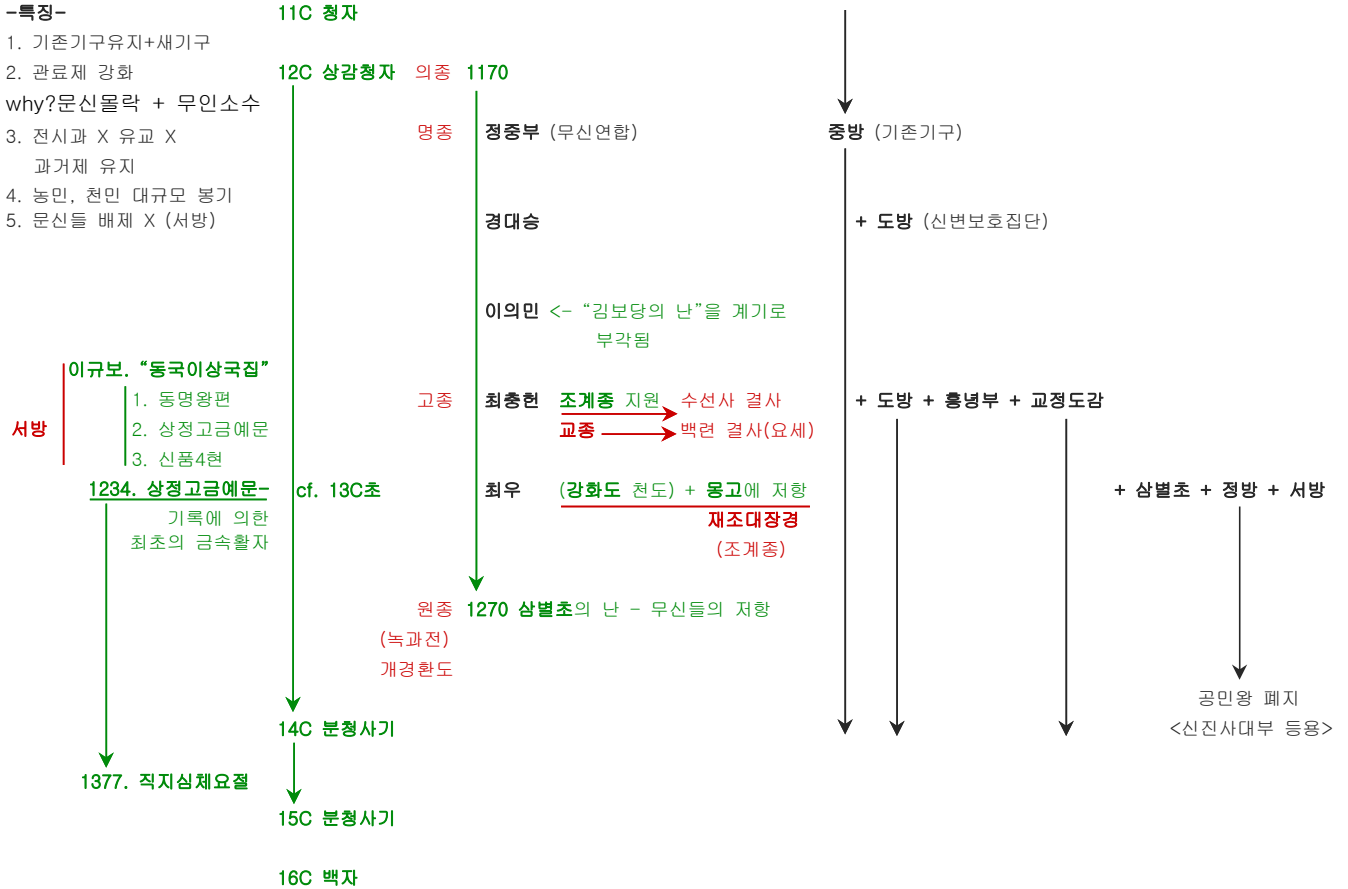 -특징-
1. 기존기구유지+새기구
2. 관료제 강화
why?문신몰락 + 무인소수
3. 전시과 X 유교 X
과거제 유지
4. 농민, 천민 대규모 봉기
5. 문신들 배제 X (서방)
이규보. “동국이상국집”
1. 동명왕편
2. 상정고금예문
3. 신품4현
서방
1234. 상정고금예문-
기록에 의한
최초의 금속활자
1377. 직지심체요절
11C 청자
12C 상감청자
cf. 13C초
14C 분청사기
15C 분청사기
16C 백자
의종 1170
명종 정중부 (무신연합)
경대승
이의민 <- “김보당의 난”을 계기로
부각됨
고종 최충헌 조계종 지원 수선사 결사
교종 백련 결사(요세)
최우 (강화도 천도) + 몽고에 저항
재조대장경
(조계종)
원종 1270 삼별초의 난 - 무신들의 저항
(녹과전)
개경환도
중방 (기존기구)
+ 도방 (신변보호집단)
+ 도방 + 흥녕부 + 교정도감
+ 삼별초 + 정방 + 서방
공민왕 폐지
<신진사대부 등용>